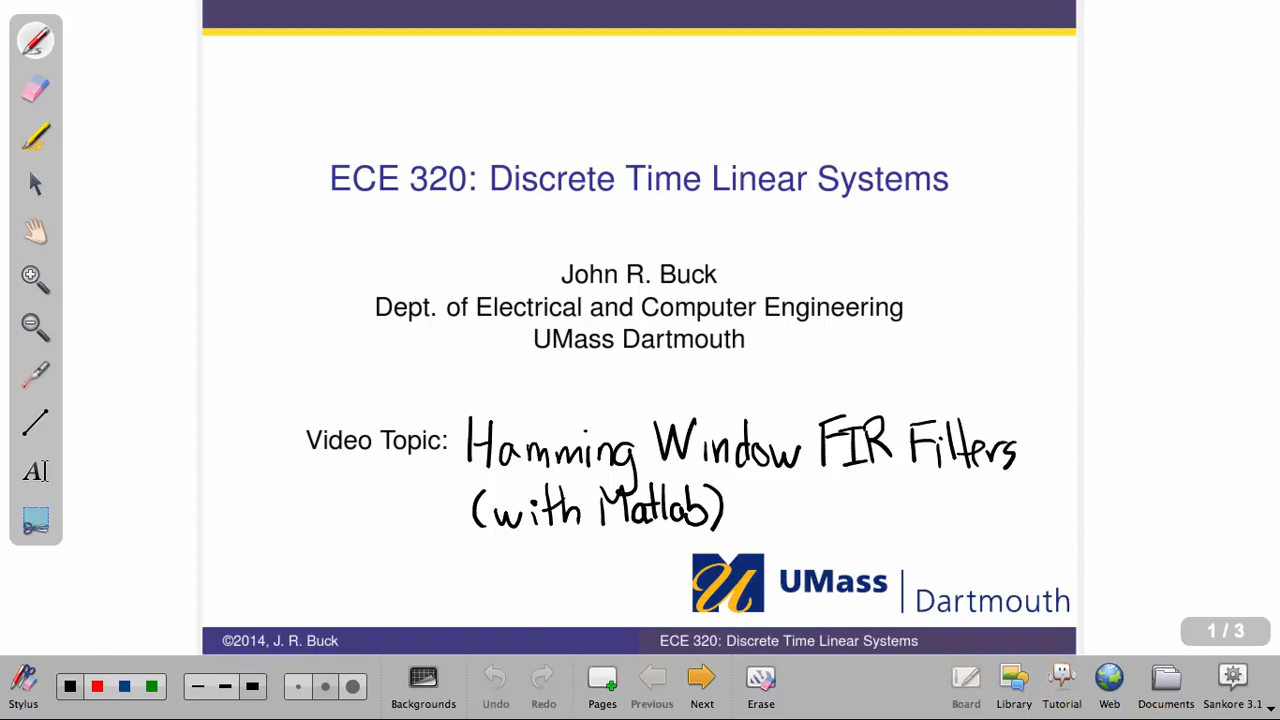 ECE 320: Discrete Time Linear Systems
John R. Buck
Dept. of Electrical and Computer Engineering
UMass Dartmouth
Video Topic: Hamming Window FIR Filters
(with Matlab)
UMass Dartmouth
©2014, J. R. Buck ECE 320: Discrete Time Linear Systems
1 / 3
Stylus Backgrounds Undo Redo Pages Previous Next Erase Board Library Tutorial Web Documents Sankore 3.1